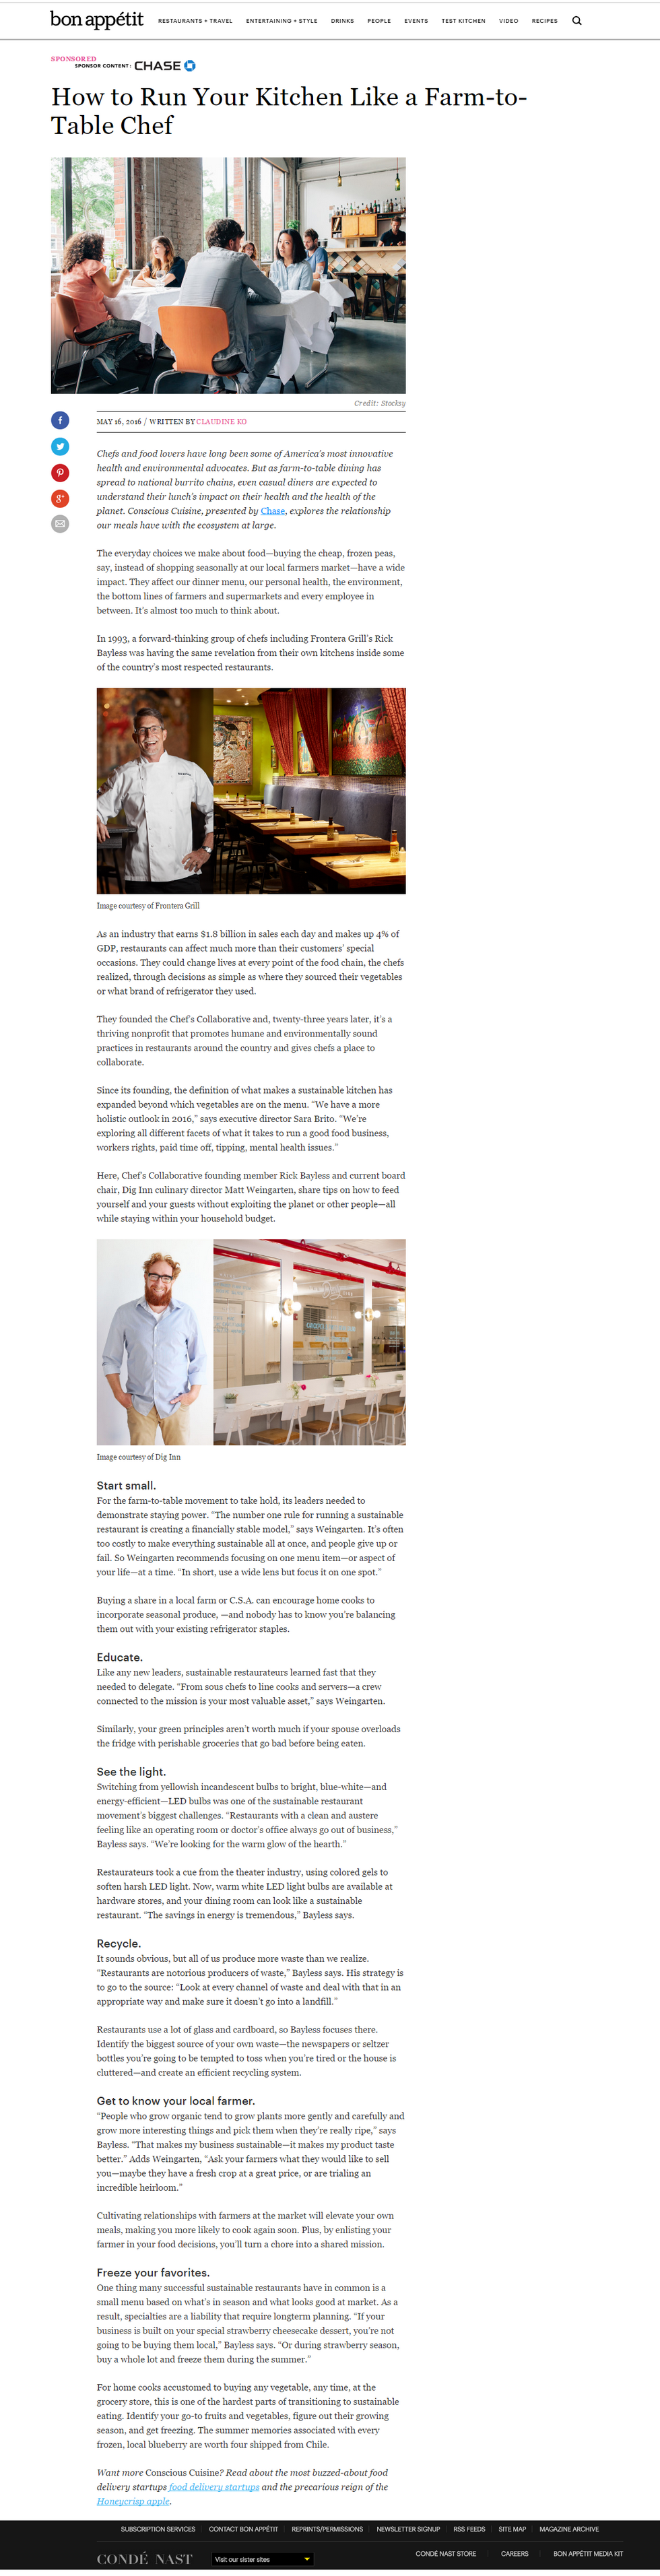 bon appétit
RESTAURANTS + TRAVEL
ENTERTAINING + STYLE
DRINKS
PEOPLE
EVENTS
TEST KITCHEN
VIDEO
RECIPES
SPONSORED
SPONSOR CONTENT: CHASE
How to Run Your Kitchen Like a Farm-to-
Table Chef
Credit: Stocksy
MAY 16, 2016 / WRITTEN BY CLAUDINE KO
Chefs and food lovers have long been some of America's most innovative
health and environmental advocates. But as farm-to-table dining has
spread to national burrito chains, even casual diners are expected to
understand their lunch's impact on their health and the health of the
planet. Conscious Cuisine, presented by Chase, explores the relationship
our meals have with the ecosystem at large.
The everyday choices we make about food—buying the cheap, frozen peas,
say, instead of shopping seasonally at our local farmers market—have a wide
impact. They affect our dinner menu, our personal health, the environment,
the bottom lines of farmers and supermarkets and every employee in
between. It's almost too much to think about.
In 1993, a forward-thinking group of chefs including Frontera Grill's Rick
Bayless was having the same revelation from their own kitchens inside some
of the country's most respected restaurants.
Image courtesy of Frontera Grill
As an industry that earns $1.8 billion in sales each day and makes up 4% of
GDP, restaurants can affect much more than their customers' special
occasions. They could change lives at every point of the food chain, the chefs
realized, through decisions as simple as where they sourced their vegetables
or what brand of refrigerator they used.
They founded the Chef's Collaborative and, twenty-three years later, it's a
thriving nonprofit that promotes humane and environmentally sound
practices in restaurants around the country and gives chefs a place to
collaborate.
Since its founding, the definition of what makes a sustainable kitchen has
expanded beyond which vegetables are on the menu. “We have a more
holistic outlook in 2016,” says executive director Sara Brito. “We're
exploring all different facets of what it takes to run a good food business,
workers rights, paid time off, tipping, mental health issues.”
Here, Chef's Collaborative founding member Rick Bayless and current board
chair, Dig Inn culinary director Matt Weingarten, share tips on how to feed
yourself and your guests without exploiting the planet or other people—all
while staying within your household budget.
Image courtesy of Dig Inn
Start small.
For the farm-to-table movement to take hold, its leaders needed to
demonstrate staying power. “The number one rule for running a sustainable
restaurant is creating a financially stable model,” says Weingarten. It's often
too costly to make everything sustainable all at once, and people give up or
fail. So Weingarten recommends focusing on one menu item—or aspect of
your life—at a time. “In short, use a wide lens but focus it on one spot.”
Buying a share in a local farm or C.S.A. can encourage home cooks to
incorporate seasonal produce, —and nobody has to know you're balancing
them out with your existing refrigerator staples.
Educate.
Like any new leaders, sustainable restaurateurs learned fast that they
needed to delegate. “From sous chefs to line cooks and servers—a crew
connected to the mission is your most valuable asset,” says Weingarten.
Similarly, your green principles aren't worth much if your spouse overloads
the fridge with perishable groceries that go bad before being eaten.
See the light.
Switching from yellowish incandescent bulbs to bright, blue-white—and
energy-efficient—LED bulbs was one of the sustainable restaurant
movement's biggest challenges. “Restaurants with a clean and austere
feeling like an operating room or doctor's office always go out of business,”
Bayless says. “We're looking for the warm glow of the hearth.”
Restaurateurs took a cue from the theater industry, using colored gels to
soften harsh LED light. Now, warm white LED light bulbs are available at
hardware stores, and your dining room can look like a sustainable
restaurant. “The savings in energy is tremendous,” Bayless says.
Recycle.
It sounds obvious, but all of us produce more waste than we realize.
“Restaurants are notorious producers of waste,” Bayless says. His strategy is
to go to the source: “Look at every channel of waste and deal with that in an
appropriate way and make sure it doesn't go into a landfill.”
Restaurants use a lot of glass and cardboard, so Bayless focuses there.
Identify the biggest source of your own waste—the newspapers or seltzer
bottles you're going to be tempted to toss when you're tired or the house is
cluttered—and create an efficient recycling system.
Get to know your local farmer.
“People who grow organic tend to grow plants more gently and carefully and
grow more interesting things and pick them when they're really ripe,” says
Bayless. “That makes my business sustainable—it makes my product taste
better.” Adds Weingarten, “Ask your farmers what they would like to sell
you—maybe they have a fresh crop at a great price, or are trialing an
incredible heirloom.”
Cultivating relationships with farmers at the market will elevate your own
meals, making you more likely to cook again soon. Plus, by enlisting your
farmer in your food decisions, you'll turn a chore into a shared mission.
Freeze your favorites.
One thing many successful sustainable restaurants have in common is a
small menu based on what's in season and what looks good at market. As a
result, specialties are a liability that require longterm planning. “If your
business is built on your special strawberry cheesecake dessert, you're not
going to be buying them local,” Bayless says. “Or during strawberry season,
buy a whole lot and freeze them during the summer.”
For home cooks accustomed to buying any vegetable, any time, at the
grocery store, this is one of the hardest parts of transitioning to sustainable
eating. Identify your go-to fruits and vegetables, figure out their growing
season, and get freezing. The summer memories associated with every
frozen, local blueberry are worth four shipped from Chile.
Want more Conscious Cuisine? Read about the most buzzed-about food
delivery startups food delivery startups and the precarious reign of the
Honeycrisp apple.
SUBSCRIPTION SERVICES
CONTACT BON APPÉTIT
REPRINTS/PERMISSIONS
NEWSLETTER SIGNUP
RSS FEEDS
SITE MAP
MAGAZINE ARCHIVE
CONDÉ NAST
Visit our sister sites
CONDÉ NAST STORE
CAREERS
BON APPÉTIT MEDIA KIT